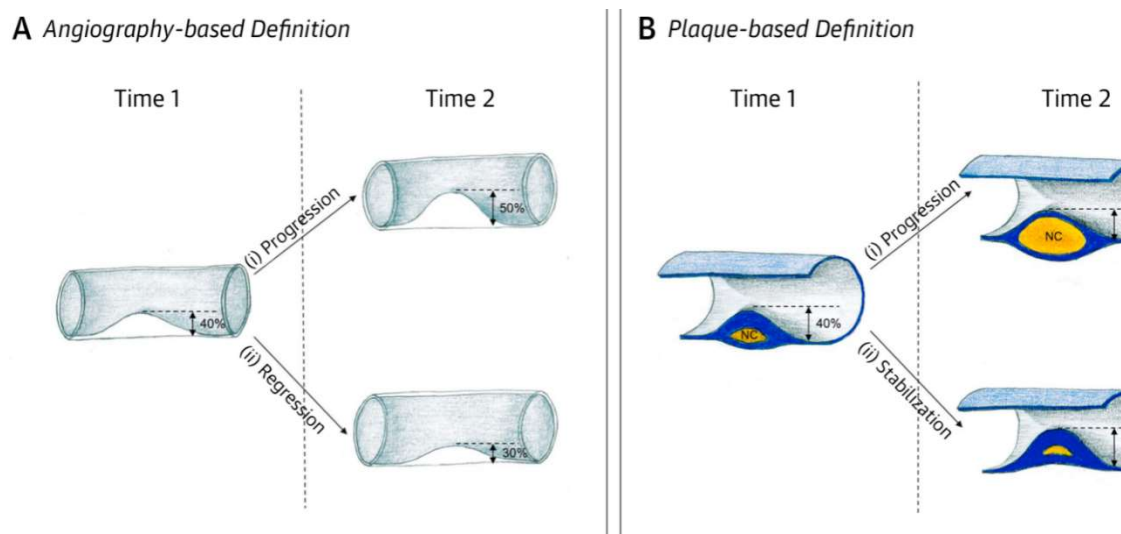 A Angiography-based Definition
Time 1
Time 2
(i) Progression
50%
40%
(ii) Regression
30%
B Plaque-based Definition
Time 1
Time 2
(i) Progression
NC
NC
40%
(ii) Stabilization